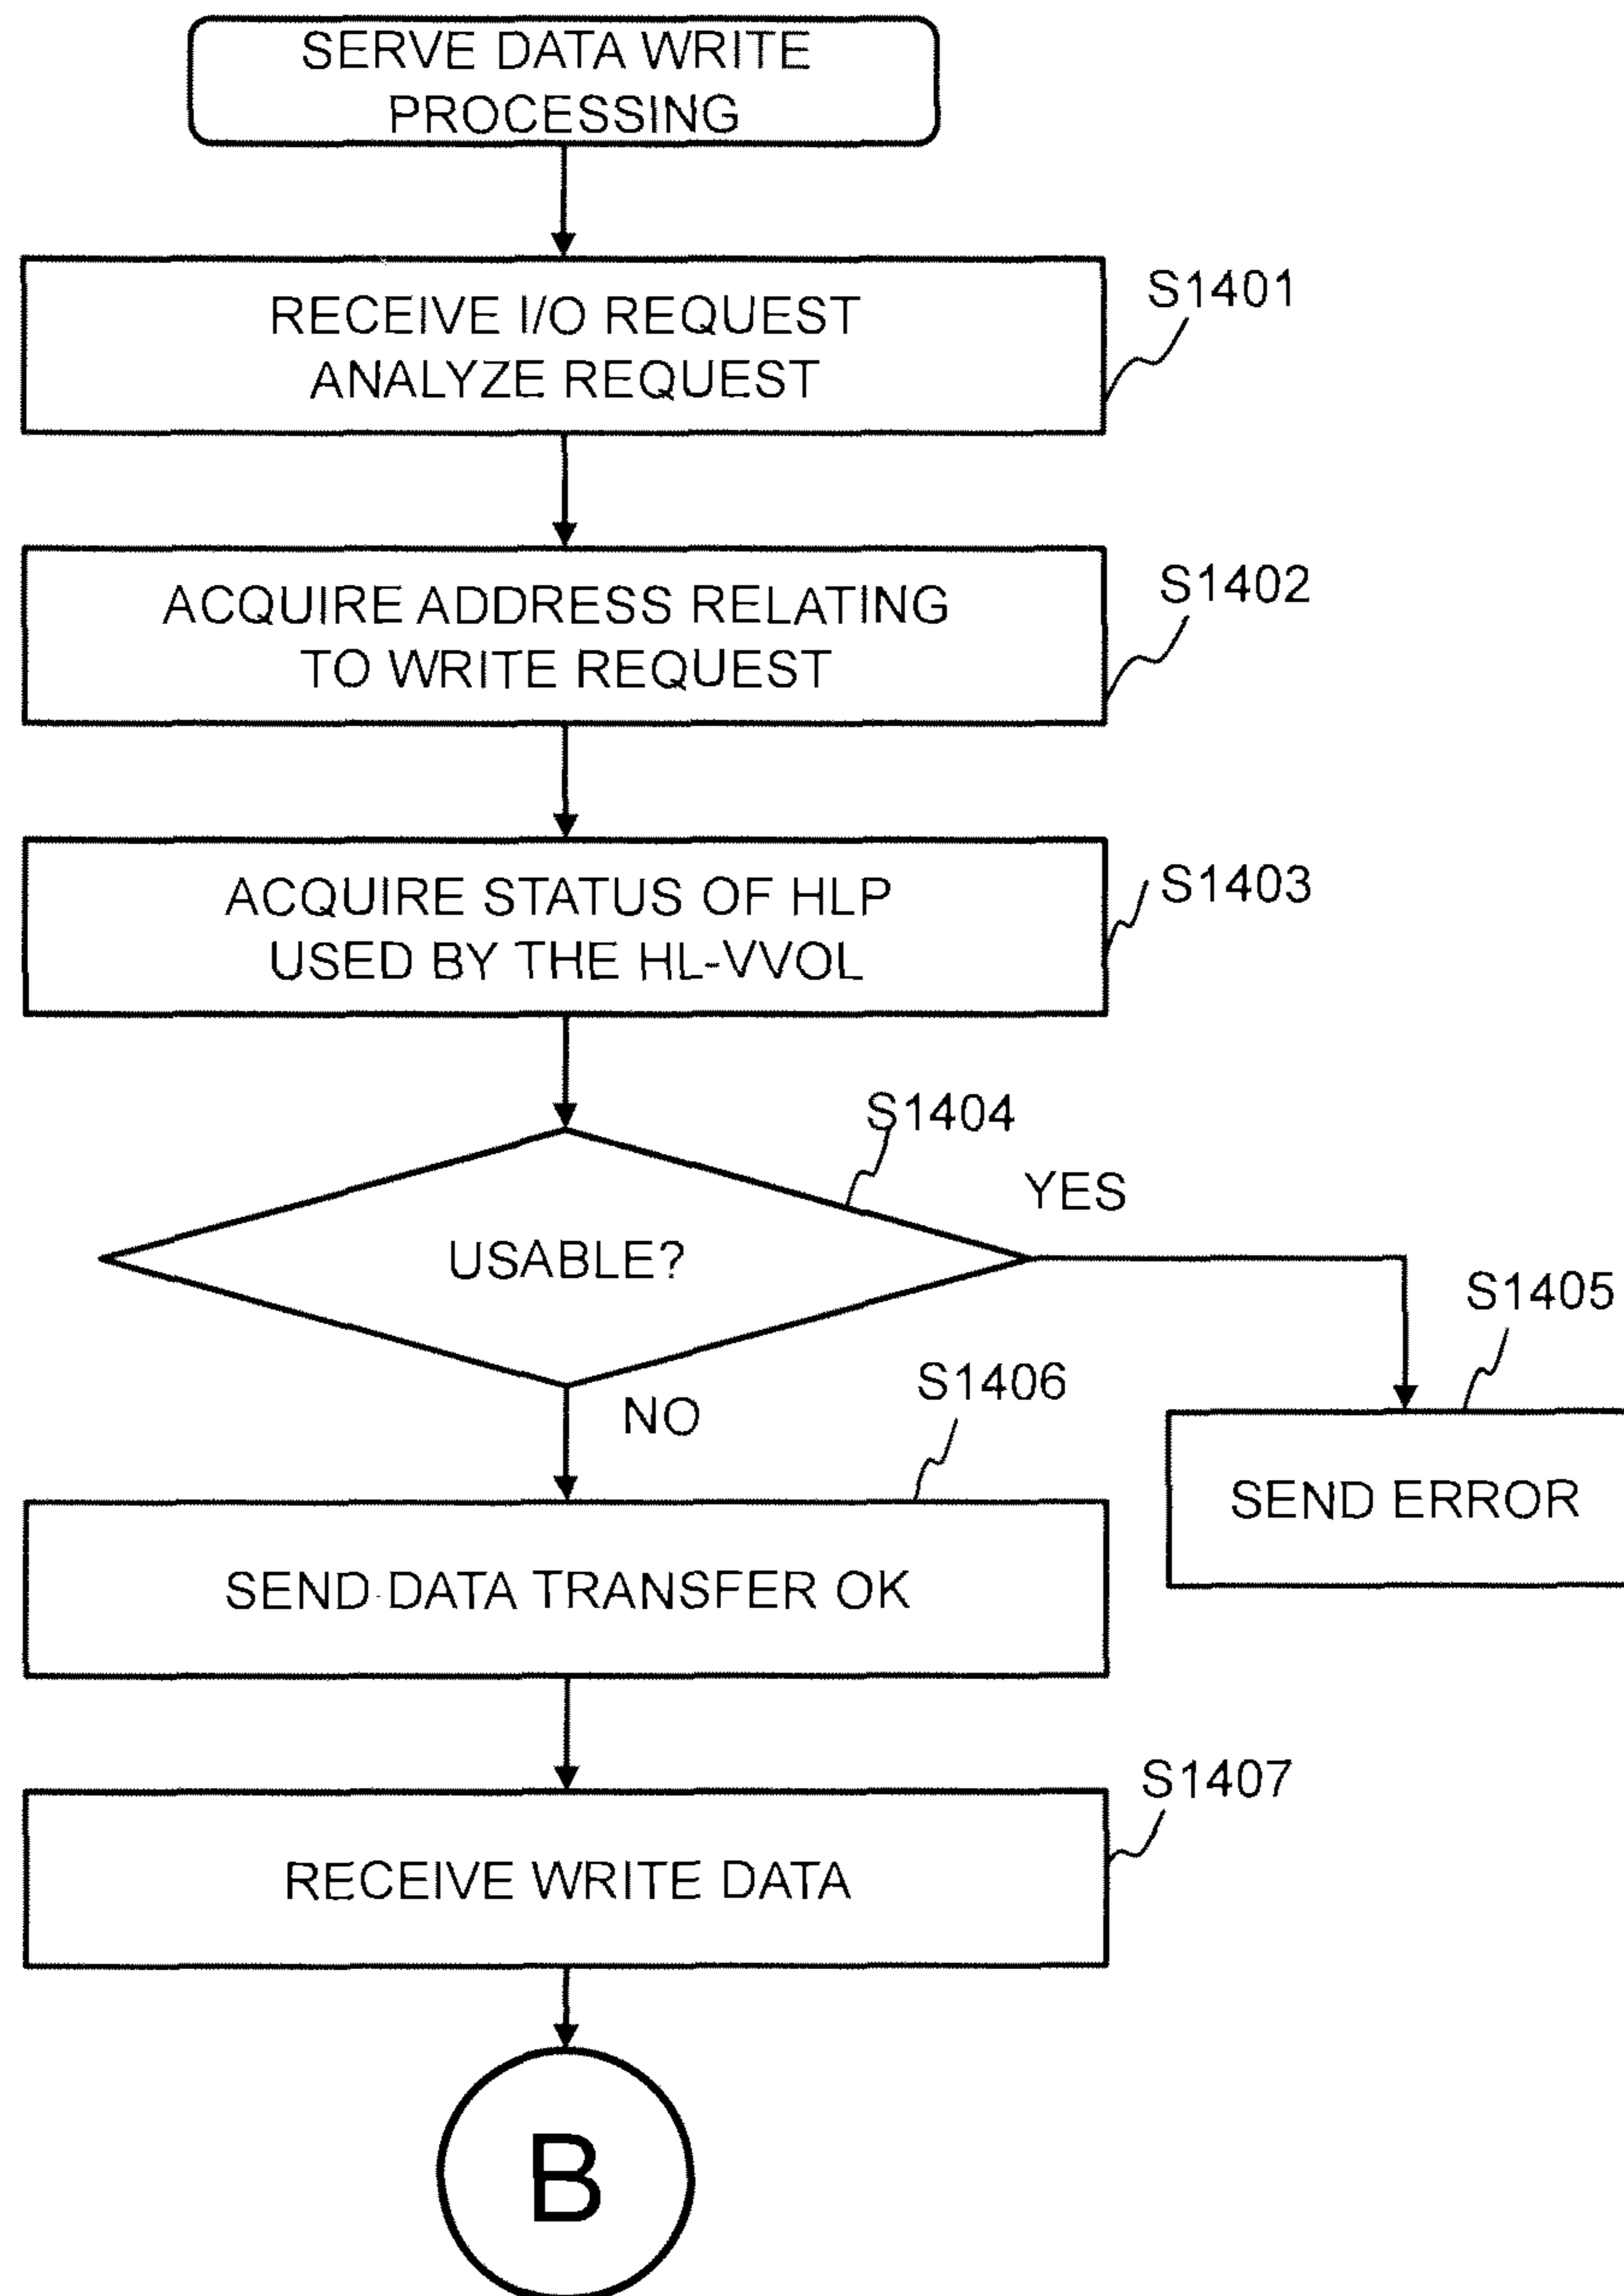 SERVE DATA WRITE
PROCESSING
RECEIVE I/O REQUEST
ANALYZE REQUEST
S1401
ACQUIRE ADDRESS RELATING
TO WRITE REQUEST
S1402
ACQUIRE STATUS OF HLP
USED BY THE HL-VVOL
S1403
S1404
USABLE?
YES
S1405
SEND ERROR
NO
S1406
SEND DATA TRANSFER OK
S1407
RECEIVE WRITE DATA
B